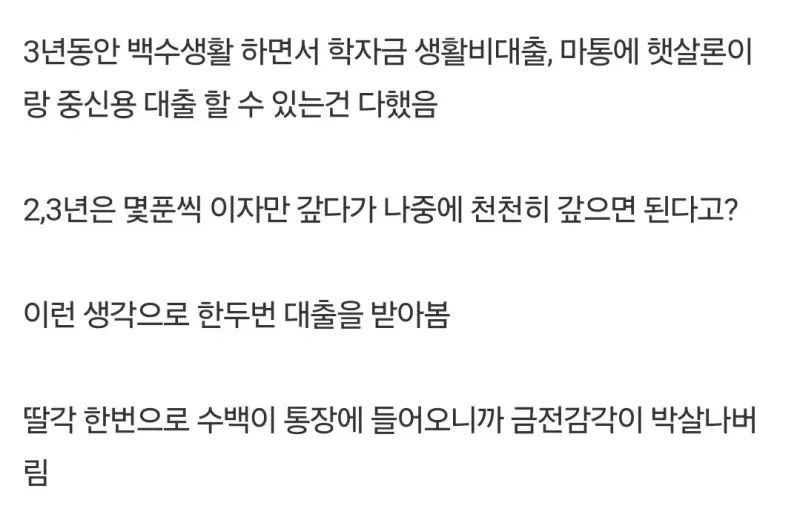 3년동안 백수생활 하면서 학자금 생활비대출, 마통에 햇살론이
랑 중신용 대출 할 수 있는건 다했음
2,3년은 몇푼씩 이자만 갚다가 나중에 천천히 갚으면 된다고?
이런 생각으로 한두번 대출을 받아봄
딸각 한번으로 수백이 통장에 들어오니까 금전감각이 박살나버
림